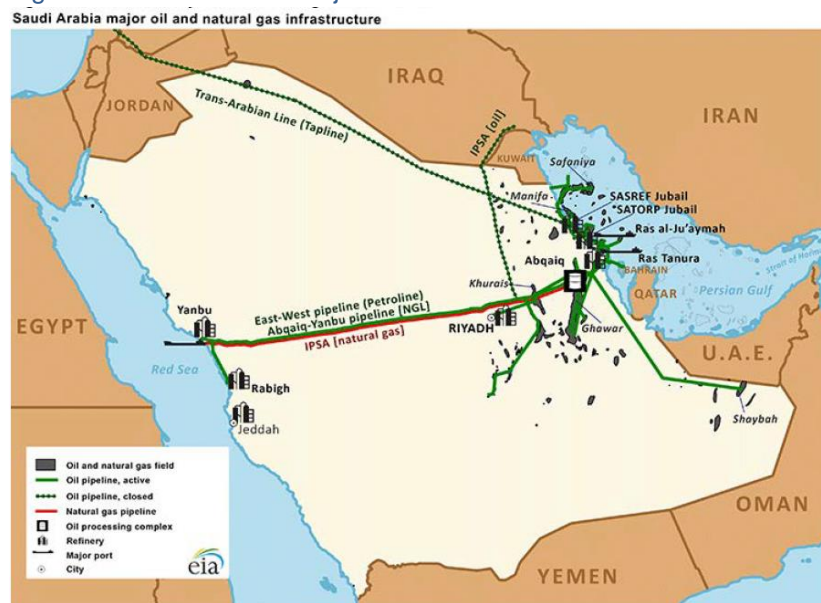 Saudi Arabia major oil and natural gas infrastructure
IRAQ
JORDAN
IRAN
Trans-Arabian Line (Tapline)
IPSA [oil]
KUWAIT
Safaniya
Manifa
SASREF Jubail
SATORP Jubail
Ras al-Ju'aymah
Abqaiq
Ras Tanura
BAHRAIN
Persian Gulf
QATAR
Khurais
Yanbu
East-West pipeline (Petroline)
Abqaiq-Yanbu pipeline [NGL]
IPSA [natural gas]
RIYADH
Ghawar
EGYPT
U.A.E.
Red Sea
Rabigh
Shaybah
Jeddah
Oil and natural gas field
Oil pipeline, active
Oil pipeline, closed
Natural gas pipeline
Oil processing complex
Refinery
Major port
City
eia
OMAN
YEMEN